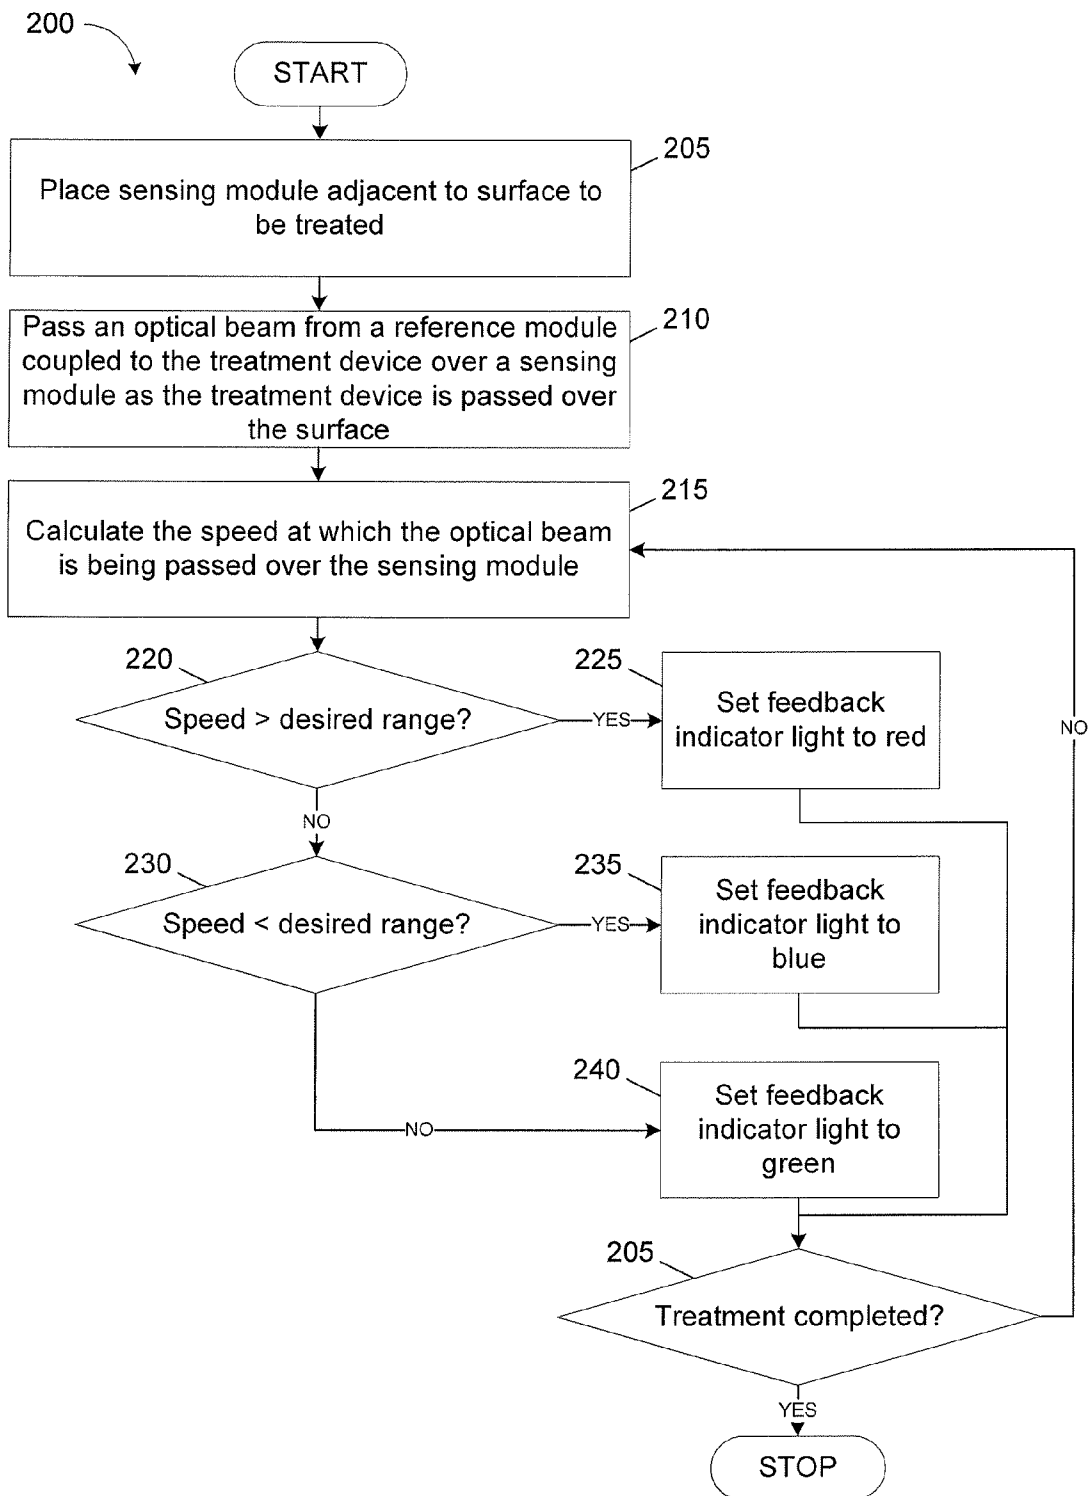 200
START
205
Place sensing module adjacent to surface to
be treated
210
Pass an optical beam from a reference module
coupled to the treatment device over a sensing
module as the treatment device is passed over
the surface
215
Calculate the speed at which the optical beam
is being passed over the sensing module
220
Speed > desired range?
YES
225
Set feedback
indicator light to red
NO
NO
230
Speed < desired range?
YES
235
Set feedback
indicator light to
blue
240
Set feedback
indicator light to
green
NO
205
Treatment completed?
YES
STOP